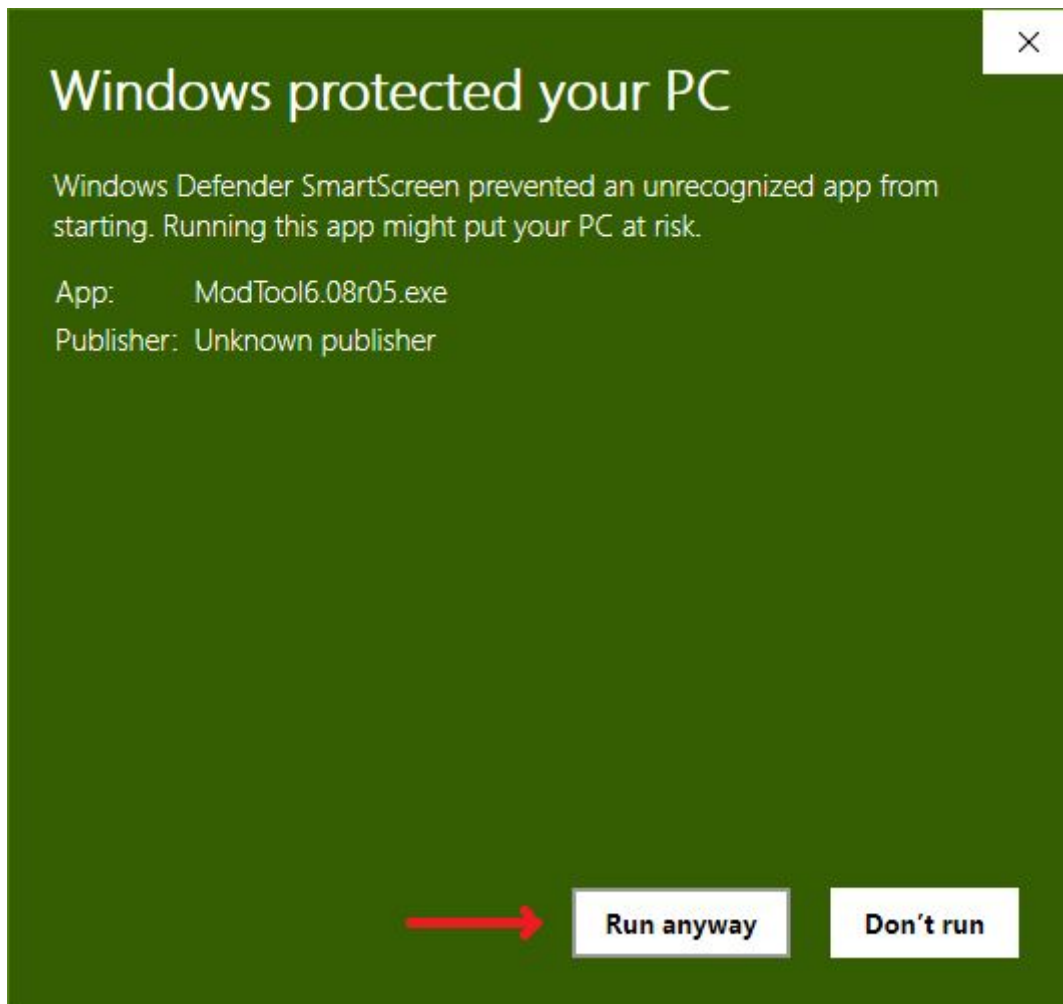 Windows protected your PC
Windows Defender SmartScreen prevented an unrecognized app from
starting. Running this app might put your PC at risk.
App: ModTool6.08r05.exe
Publisher: Unknown publisher
Run anyway Don't run